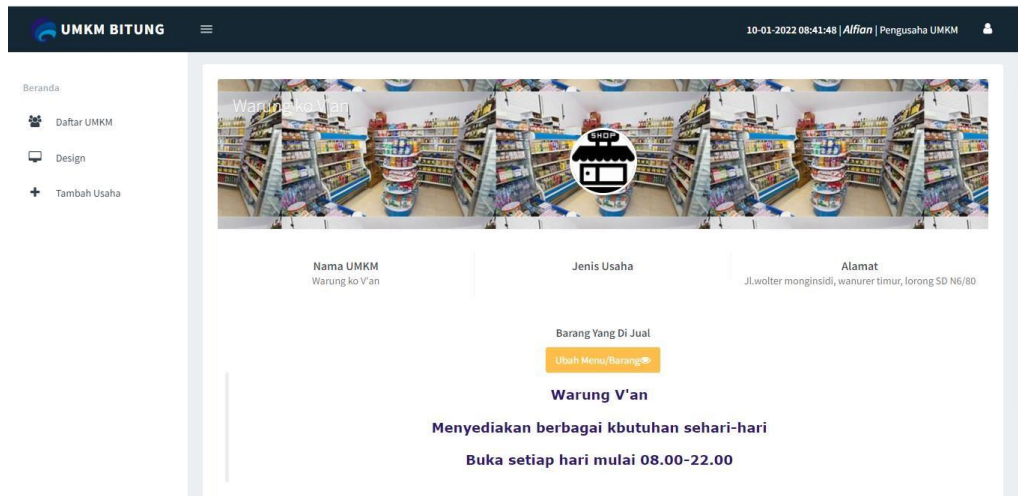 UMKM BITUNG
10-01-2022 08:41:48 | Alfian | Pengusaha UMKM
Beranda
Daftar UMKM
Design
Tambah Usaha
Warung ko V'an
SHOP
Nama UMKM
Warung ko V'an
Jenis Usaha
Alamat
Jl.wolter monginsidi, wanurer timur, lorong SD N6/80
Barang Yang Di Jual
Ubah Menu/Barang
Warung V'an
Menyediakan berbagai kbutuhan sehari-hari
Buka setiap hari mulai 08.00-22.00